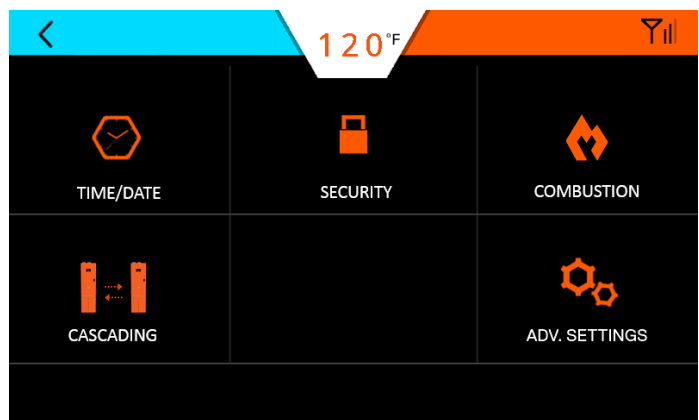 120°F
TIME/DATE
SECURITY
COMBUSTION
CASCADING
ADV. SETTINGS